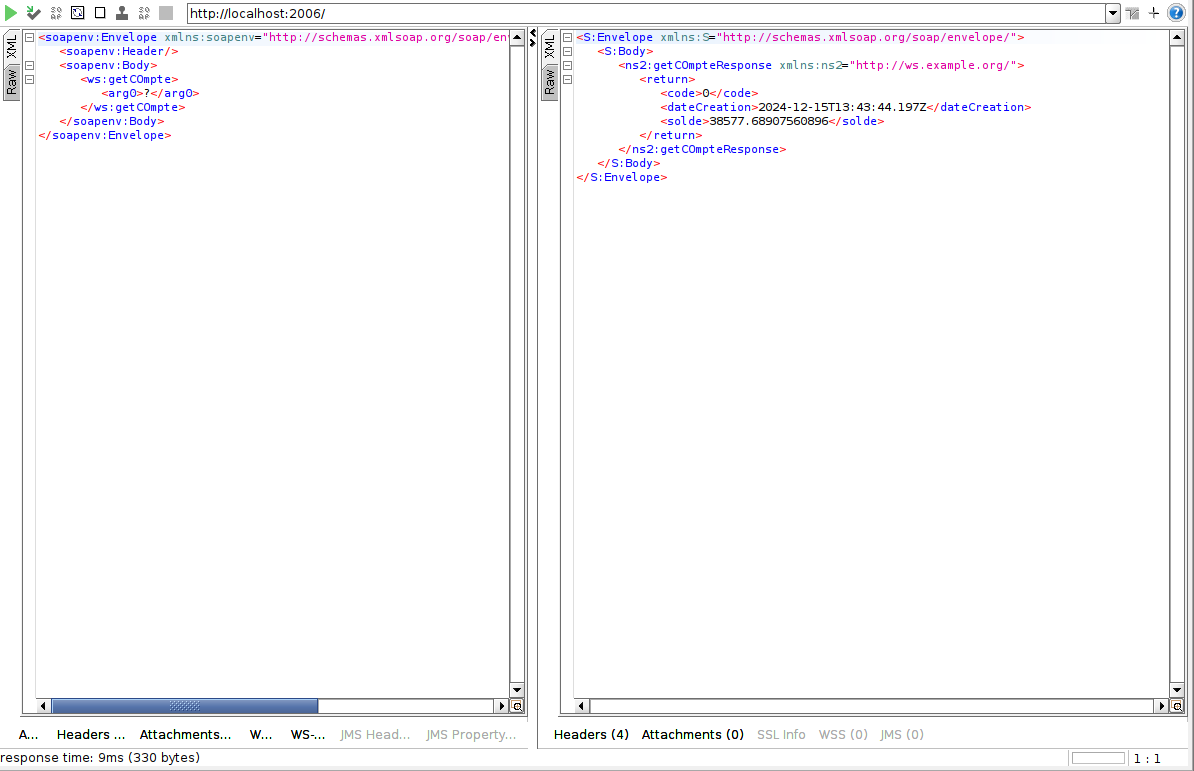 http://localhost:2006/
XML
Raw
<soapenv:Envelope xmlns:soapenv="http://schemas.xmlsoap.org/soap/en
<soapenv:Header/>
<soapenv:Body>
<ws:getCOmpte>
<arg0>?</arg0>
</ws:getCOmpte>
</soapenv:Body>
</soapenv:Envelope>
XML
Raw
<S:Envelope xmlns:S="http://schemas.xmlsoap.org/soap/envelope/">
<S:Body>
<ns2:getCOmpteResponse xmlns:ns2="http://ws.example.org/">
<return>
<code>0</code>
<dateCreation>2024-12-15T13:43:44.197Z</dateCreation>
<solde>38577.68907560896</solde>
</return>
</ns2:getCOmpteResponse>
</S:Body>
</S:Envelope>
A... Headers ... Attachments... W... WS-... JMS Head... JMS Property...
Headers (4) Attachments (0) SSL Info WSS (0) JMS (0)
response time: 9ms (330 bytes)
1 : 1